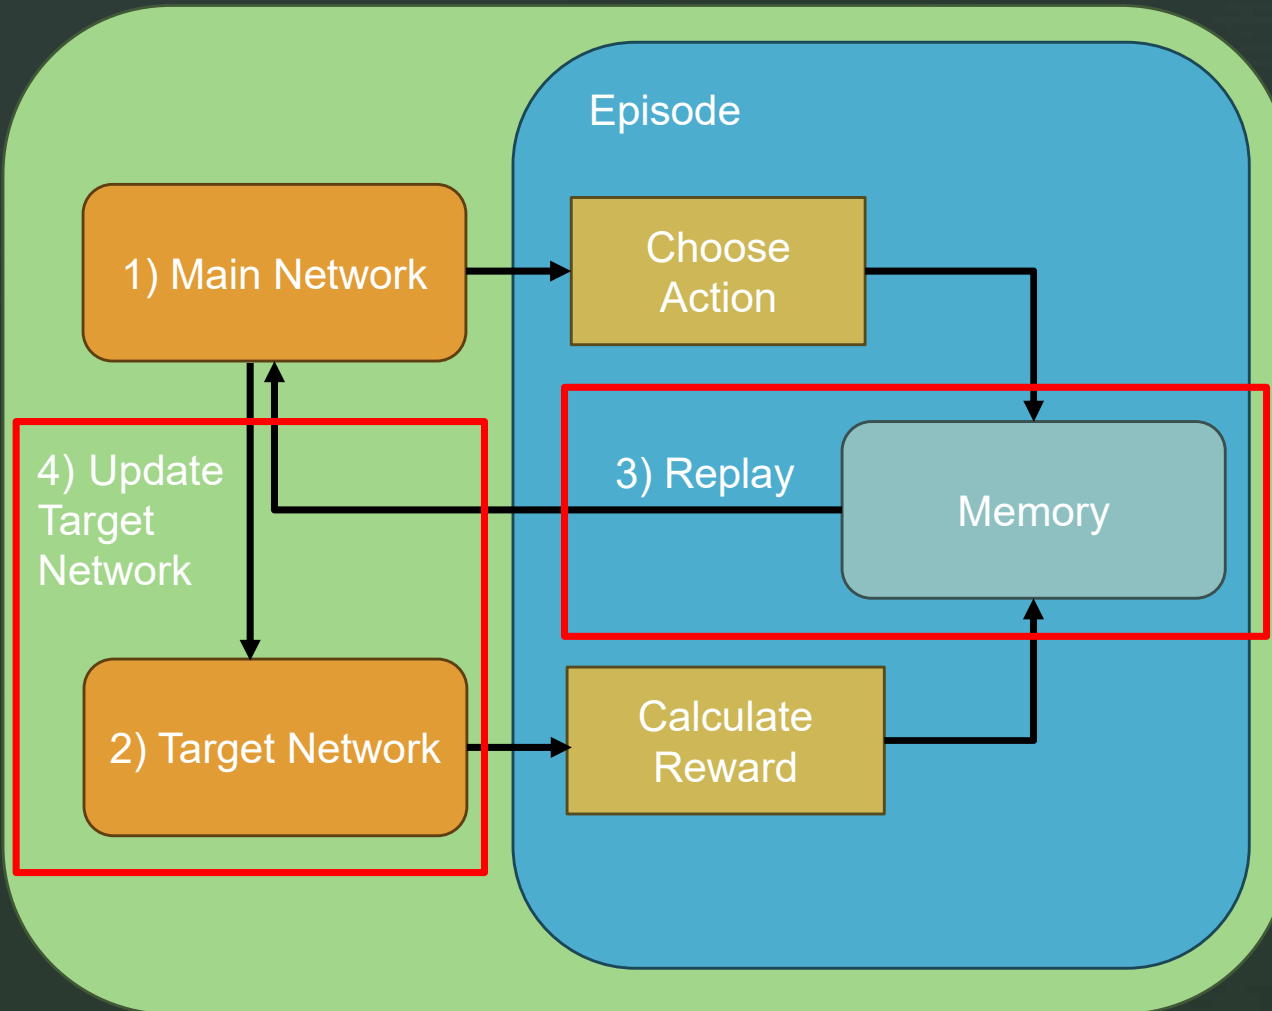 Episode
1) Main Network
Choose
Action
4) Update
Target
Network
3) Replay
Memory
2) Target Network
Calculate
Reward